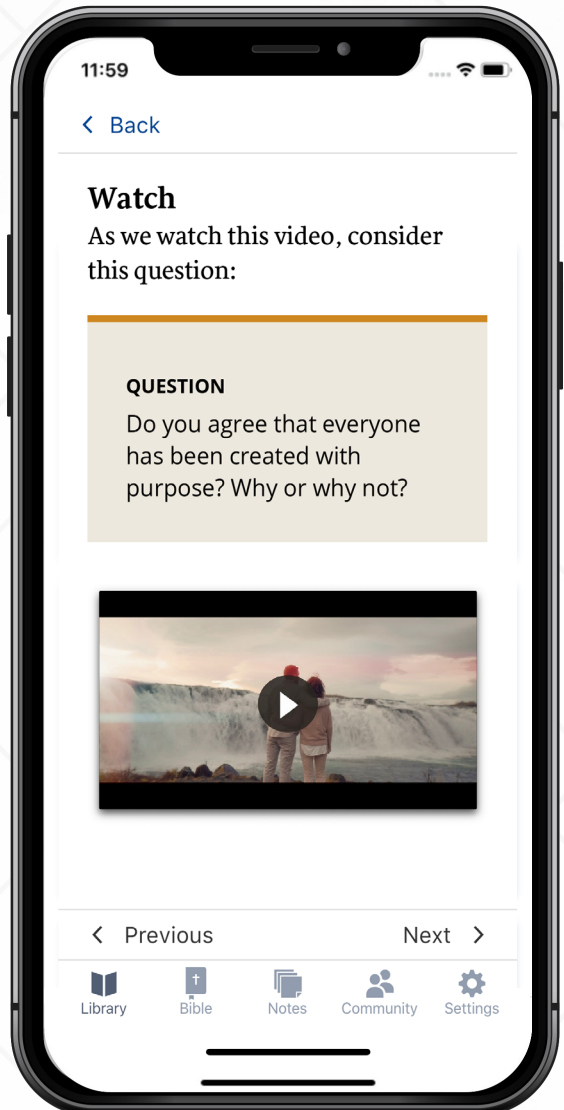 11:59
Back
Watch
As we watch this video, consider
this question:
QUESTION
Do you agree that everyone
has been created with
purpose? Why or why not?
Previous Next
Library Bible Notes Community Settings